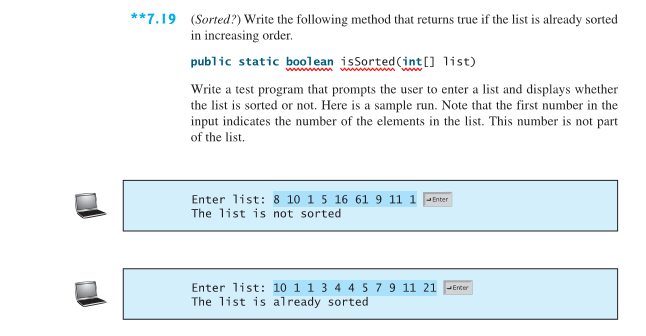 **7.19 (Sorted?) Write the following method that returns true if the list is already sorted
in increasing order.
public static boolean isSorted(int[] list)
Write a test program that prompts the user to enter a list and displays whether
the list is sorted or not. Here is a sample run. Note that the first number in the
input indicates the number of the elements in the list. This number is not part
of the list.
Enter list: 8 10 1 5 16 61 9 11 1 ↵Enter
The list is not sorted
Enter list: 10 1 1 3 4 4 5 7 9 11 21 ↵Enter
The list is already sorted